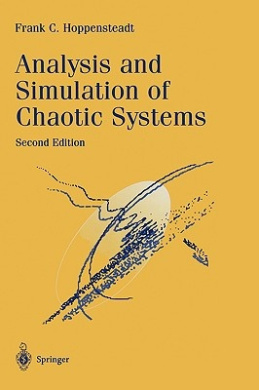 Frank C. Hoppensteadt
Analysis and
Simulation of
Chaotic Systems
Second Edition
Springer